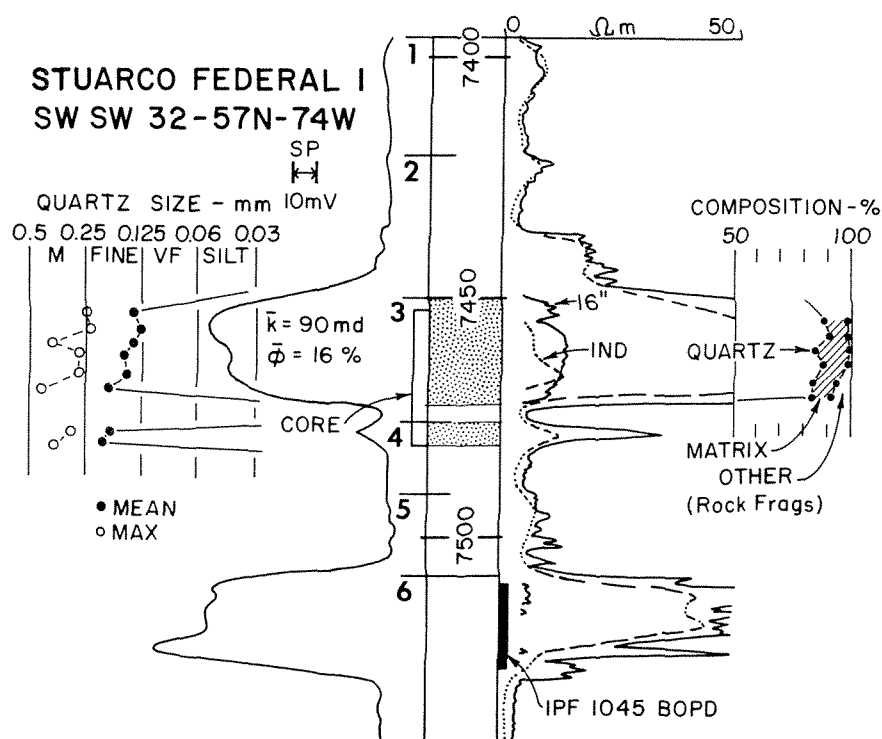 STUARCO FEDERAL I
SW SW 32-57N-74W
SP
10mV
0 Ωm 50
1
7400
2
QUARTZ SIZE - mm
0.5 0.25 0.125 0.06 0.03
M FINE VF SILT
COMPOSITION-%
50 100
3
7450
16"
k̄ = 90 md
ϕ̄ = 16 %
IND
QUARTZ
CORE
4
MATRIX
OTHER
(Rock Frags)
● MEAN
○ MAX
5
7500
6
IPF 1045 BOPD